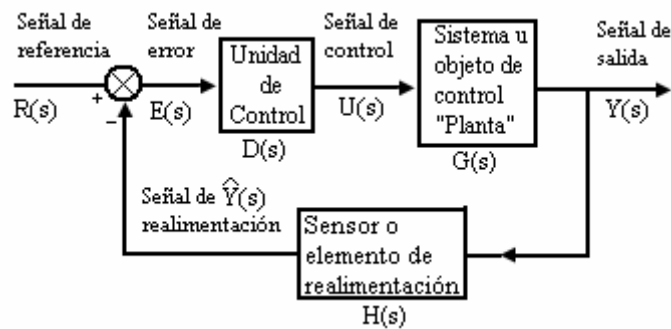 Señal de
referencia
R(s)
+
−
Señal de
error
E(s)
Unidad
de
Control
D(s)
Señal de
control
U(s)
Sistema u
objeto de
control
"Planta"
G(s)
Señal de
salida
Y(s)
Señal de Ŷ(s)
realimentación
Sensor o
elemento de
realimentación
H(s)